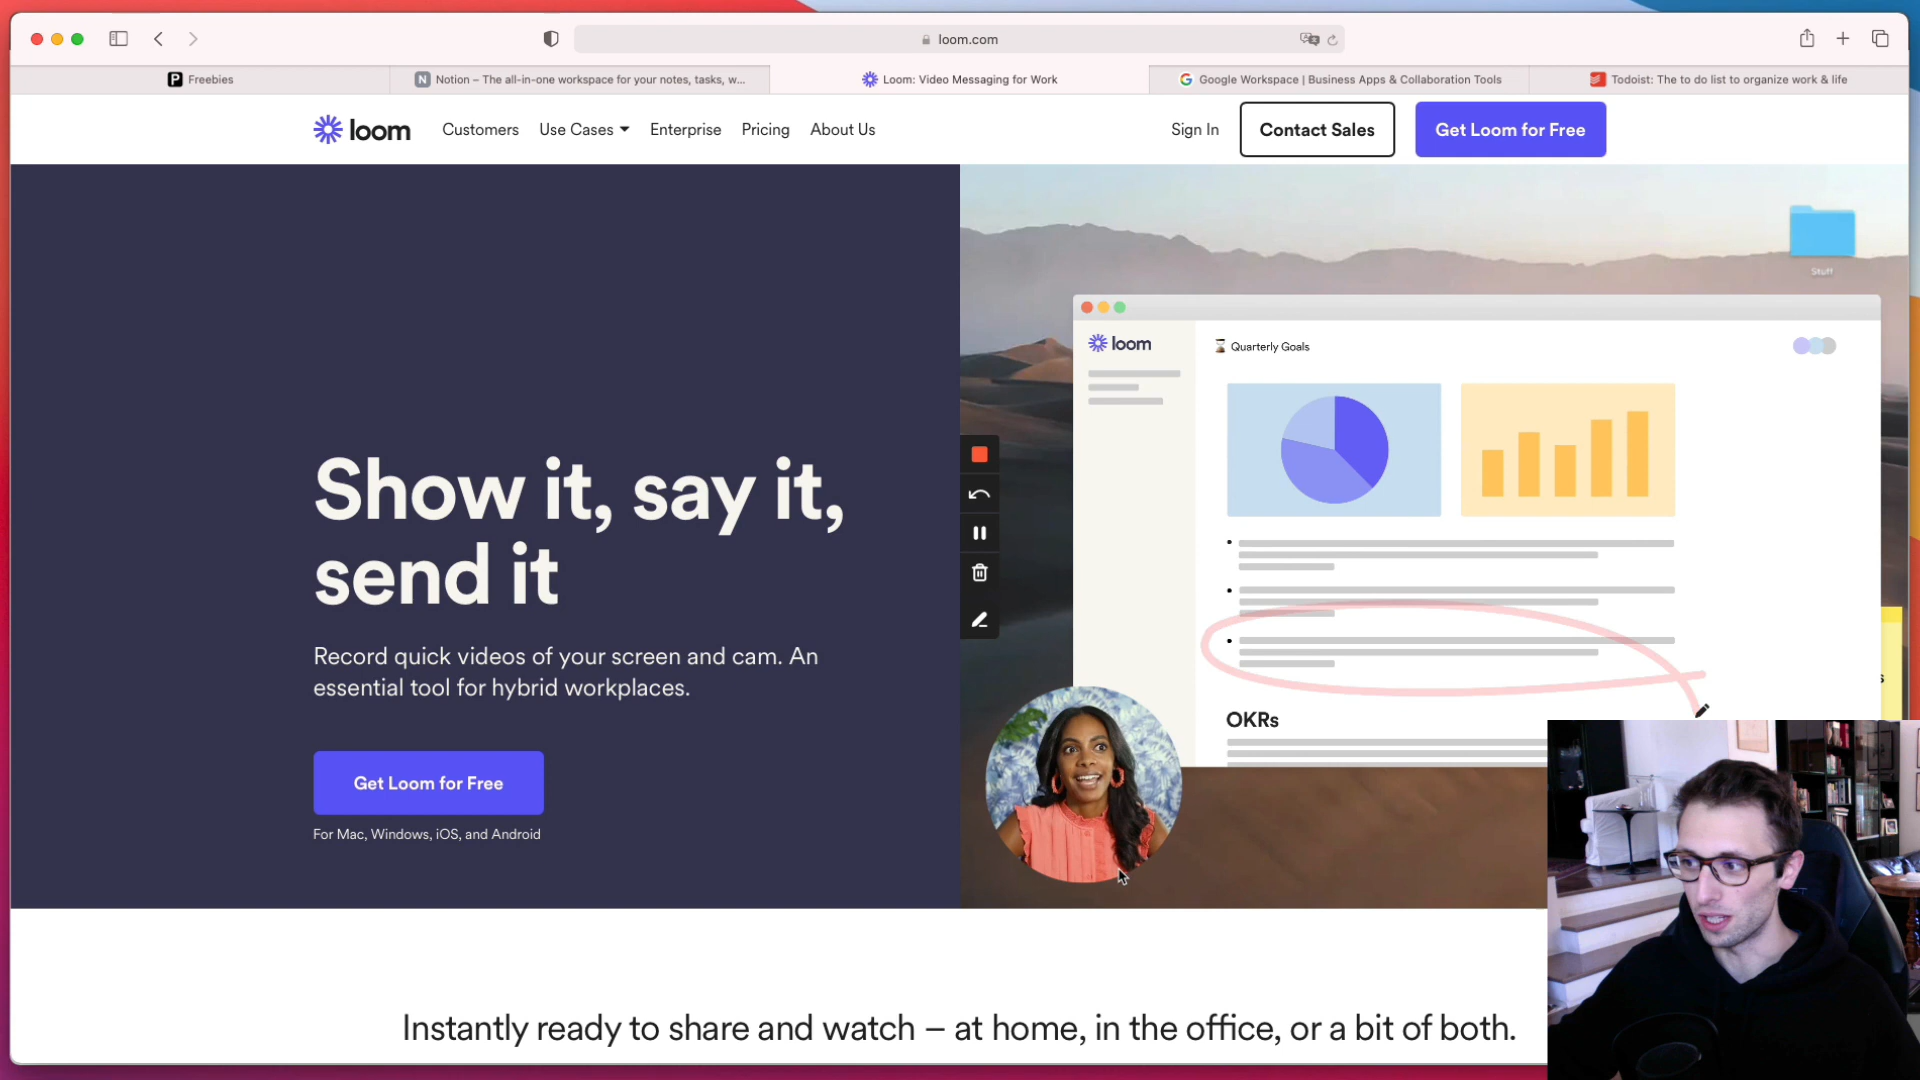 loom.com
Freebies
Notion – The all-in-one workspace for your notes, tasks, w...
Loom: Video Messaging for Work
Google Workspace | Business Apps & Collaboration Tools
Todoist: The to do list to organize work & life
loom
Customers
Use Cases
Enterprise
Pricing
About Us
Sign In
Contact Sales
Get Loom for Free
Stuff
loom
Quarterly Goals
Show it, say it,
send it
Record quick videos of your screen and cam. An
essential tool for hybrid workplaces.
OKRs
Get Loom for Free
For Mac, Windows, iOS, and Android
Instantly ready to share and watch – at home, in the office, or a bit of both.